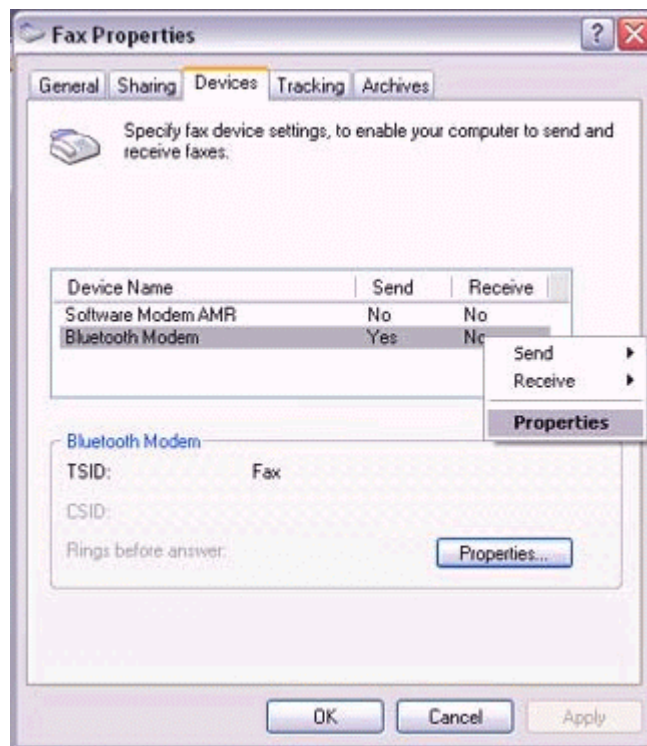 Fax Properties
General Sharing Devices Tracking Archives
Specify fax device settings, to enable your computer to send and
receive faxes.
Device Name Send Receive
Software Modem AMR No No
Bluetooth Modem Yes No
Send
Receive
Properties
Bluetooth Modem
TSID: Fax
CSID:
Rings before answer:
Properties...
OK Cancel Apply